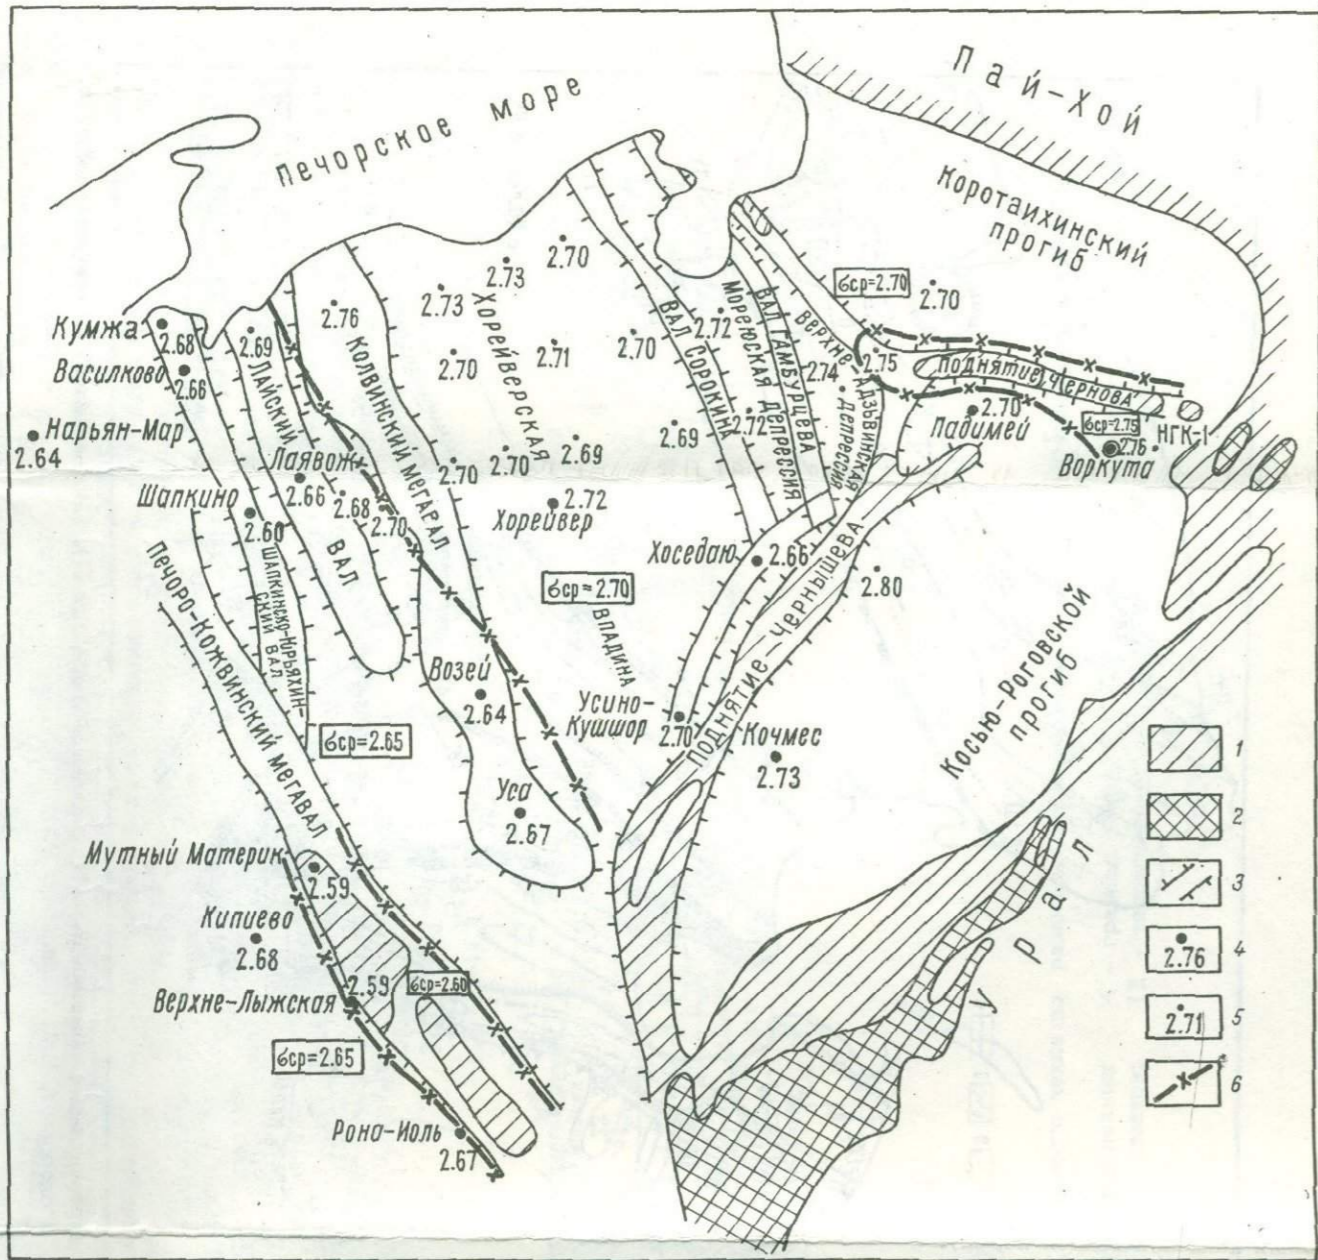 Пай-Хой
Печорское море
Коротаихинский
прогиб
бср=2.70
2.70
2.70
2.73
2.73
2.76
Кумжа
2.68
2.69
Василково
2.66
Нарьян-Мар
2.64
Лайский
вал
Колвинский мегавал
Хорейверская
впадина
2.70
2.71
2.70
Вал Сорокина
2.72
Мореюская депрессия
2.72
Вал Гамбурцева
Верхне-Адзьвинская
депрессия
2.74
2.75
Поднятие Чернова
2.70
Падимей
бср=2.75
НГК-1
2.76
Воркута
2.69
2.69
2.70
2.70
Лаявож
2.66
2.68
2.70
Шапкино
2.60
Хорейвер
2.72
Шапкинско-Юрьяхин-
ский вал
Печоро-Кожвинский мегавал
Хоседаю
2.66
2.80
Поднятие-Чернышева
бср=2.70
Косью-Роговской
прогиб
Возей
2.64
Усино-
Кушшор
2.70
бср=2.65
Кочмес
2.73
Уса
2.67
Мутный Материк
2.59
Кипиево
2.68
2.59
бср=2.60
Верхне-Лыжская
бср=2.65
Рона-Иоль
2.67
Урал
1
2
3
4
2.76
5
2.71
6